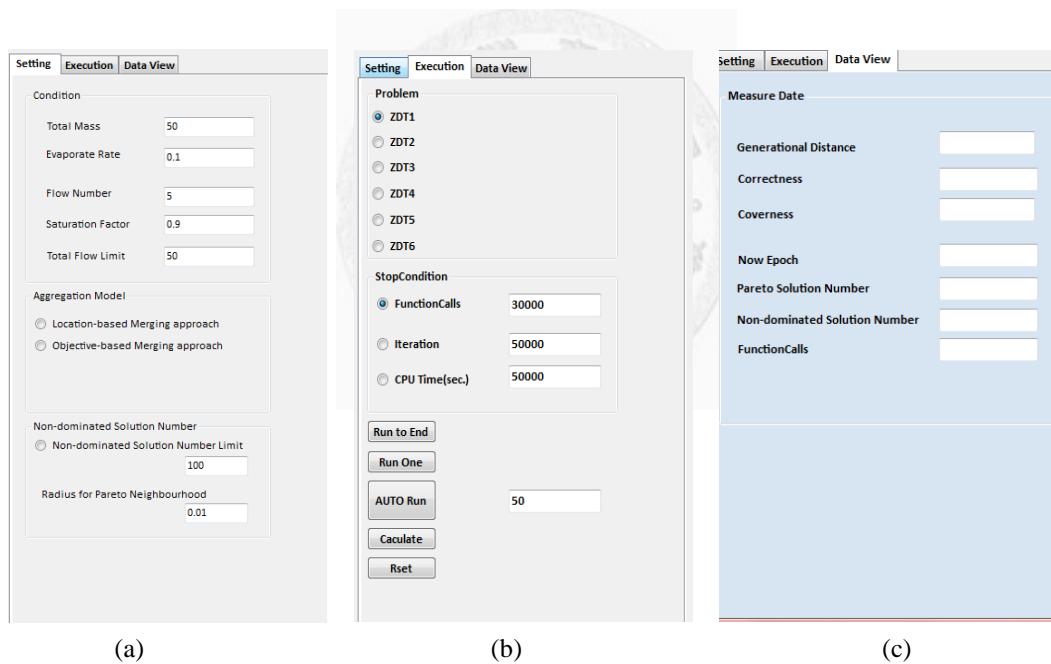 Setting Execution Data View
Condition
Total Mass 50
Evaporate Rate 0.1
Flow Number 5
Saturation Factor 0.9
Total Flow Limit 50
Aggregation Model
Location-based Merging approach
Objective-based Merging approach
Non-dominated Solution Number
Non-dominated Solution Number Limit
100
Radius for Pareto Neighbourhood
0.01
(a)
Setting Execution Data View
Problem
ZDT1
ZDT2
ZDT3
ZDT4
ZDT5
ZDT6
StopCondition
FunctionCalls 30000
Iteration 50000
CPU Time(sec.) 50000
Run to End
Run One
AUTO Run 50
Caculate
Rset
(b)
Setting Execution Data View
Measure Date
Generational Distance
Correctness
Coverness
Now Epoch
Pareto Solution Number
Non-dominated Solution Number
FunctionCalls
(c)